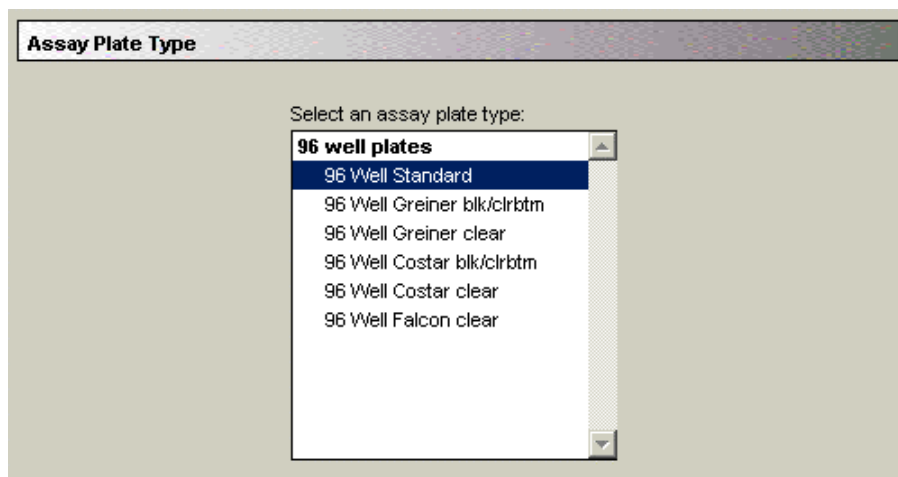 Assay Plate Type
Select an assay plate type:
96 well plates
96 Well Standard
96 Well Greiner blk/clrbtm
96 Well Greiner clear
96 Well Costar blk/clrbtm
96 Well Costar clear
96 Well Falcon clear